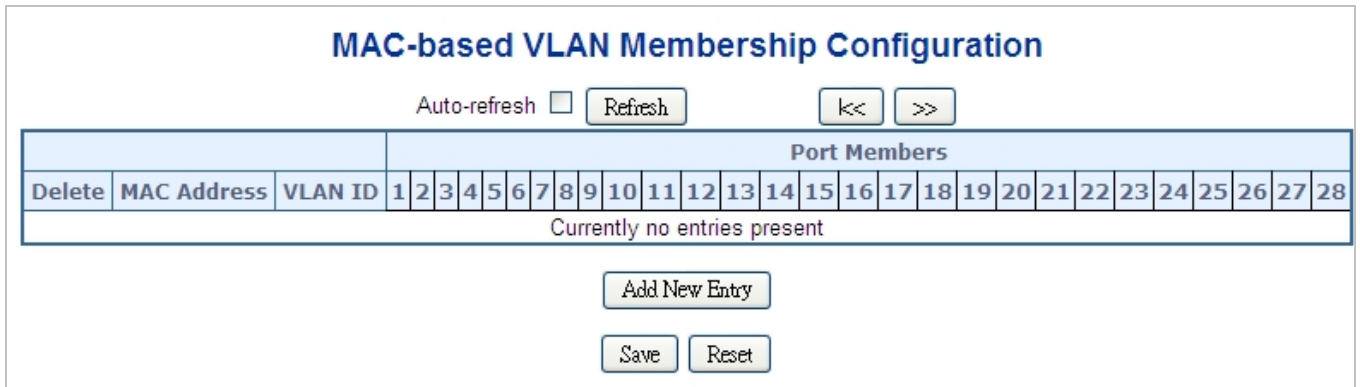 MAC-based VLAN Membership Configuration
Auto-refresh Refresh |<< >>
Port Members
Delete MAC Address VLAN ID 1 2 3 4 5 6 7 8 9 10 11 12 13 14 15 16 17 18 19 20 21 22 23 24 25 26 27 28
Currently no entries present
Add New Entry
Save Reset